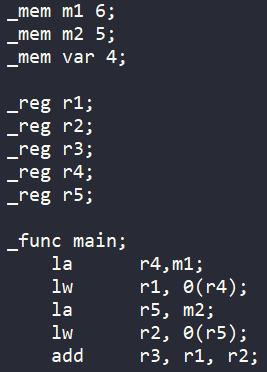 _mem m1 6;
_mem m2 5;
_mem var 4;
_reg r1;
_reg r2;
_reg r3;
_reg r4;
_reg r5;
_func main;
la r4,m1;
lw r1, 0(r4);
la r5, m2;
lw r2, 0(r5);
add r3, r1, r2;